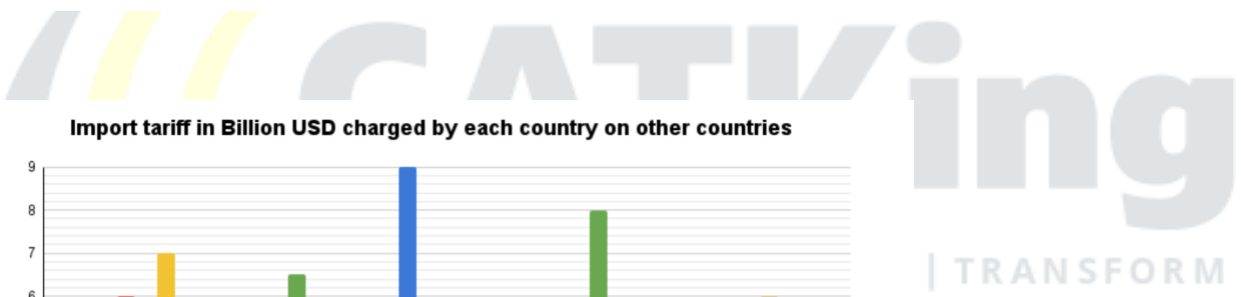 CATKing
Import tariff in Billion USD charged by each country on other countries
9
8
7
| TRANSFORM
6